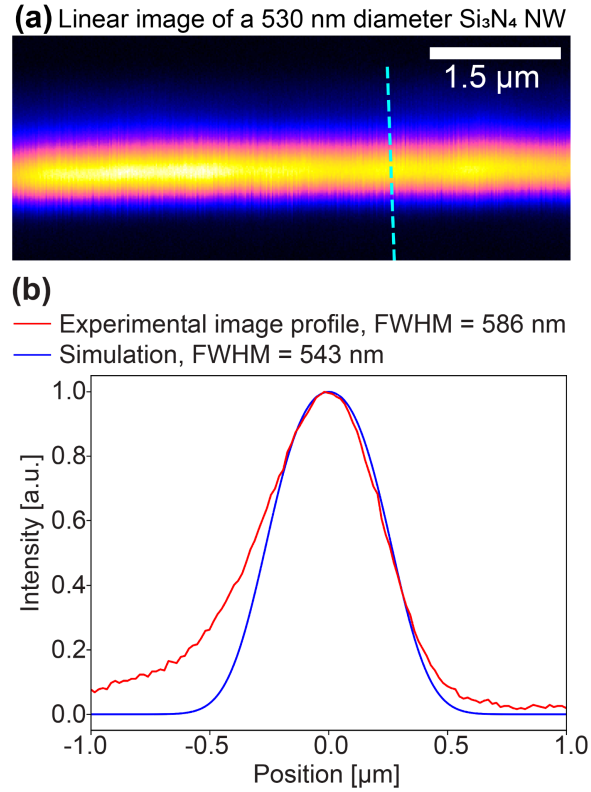 (a) Linear image of a 530 nm diameter Si₃N₄ NW
1.5 μm
(b)
Experimental image profile, FWHM = 586 nm
Simulation, FWHM = 543 nm
1.0
0.8
0.6
0.4
0.2
0.0
Intensity [a.u.]
-1.0 -0.5 0.0 0.5 1.0
Position [μm]